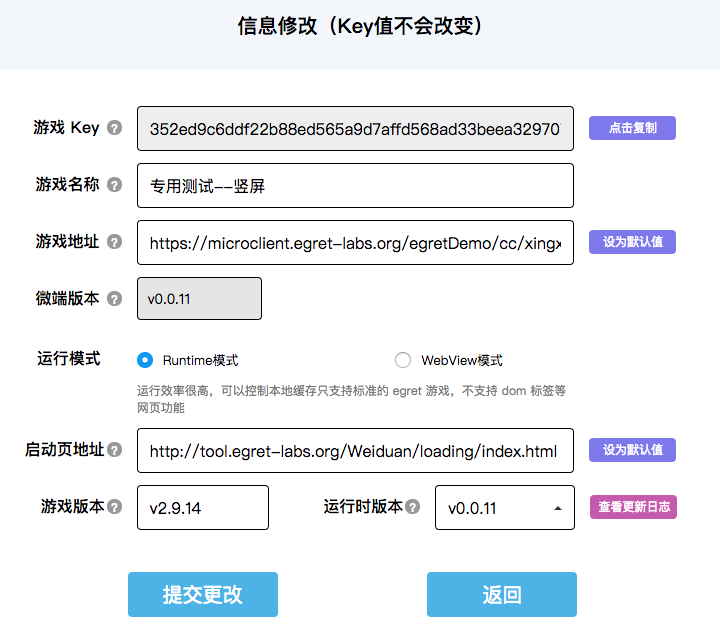 信息修改（Key值不会改变）
游戏 Key ? 352ed9c6ddf22b88ed565a9d7affd568ad33beea32970 点击复制
游戏名称 ? 专用测试--竖屏
游戏地址 ? https://microclient.egret-labs.org/egretDemo/cc/xingx 设为默认值
微端版本 ? v0.0.11
运行模式 Runtime模式 WebView模式
运行效率很高，可以控制本地缓存只支持标准的 egret 游戏，不支持 dom 标签等
网页功能
启动页地址 ? http://tool.egret-labs.org/Weiduan/loading/index.html 设为默认值
游戏版本 ? v2.9.14 运行时版本 ? v0.0.11 查看更新日志
提交更改 返回